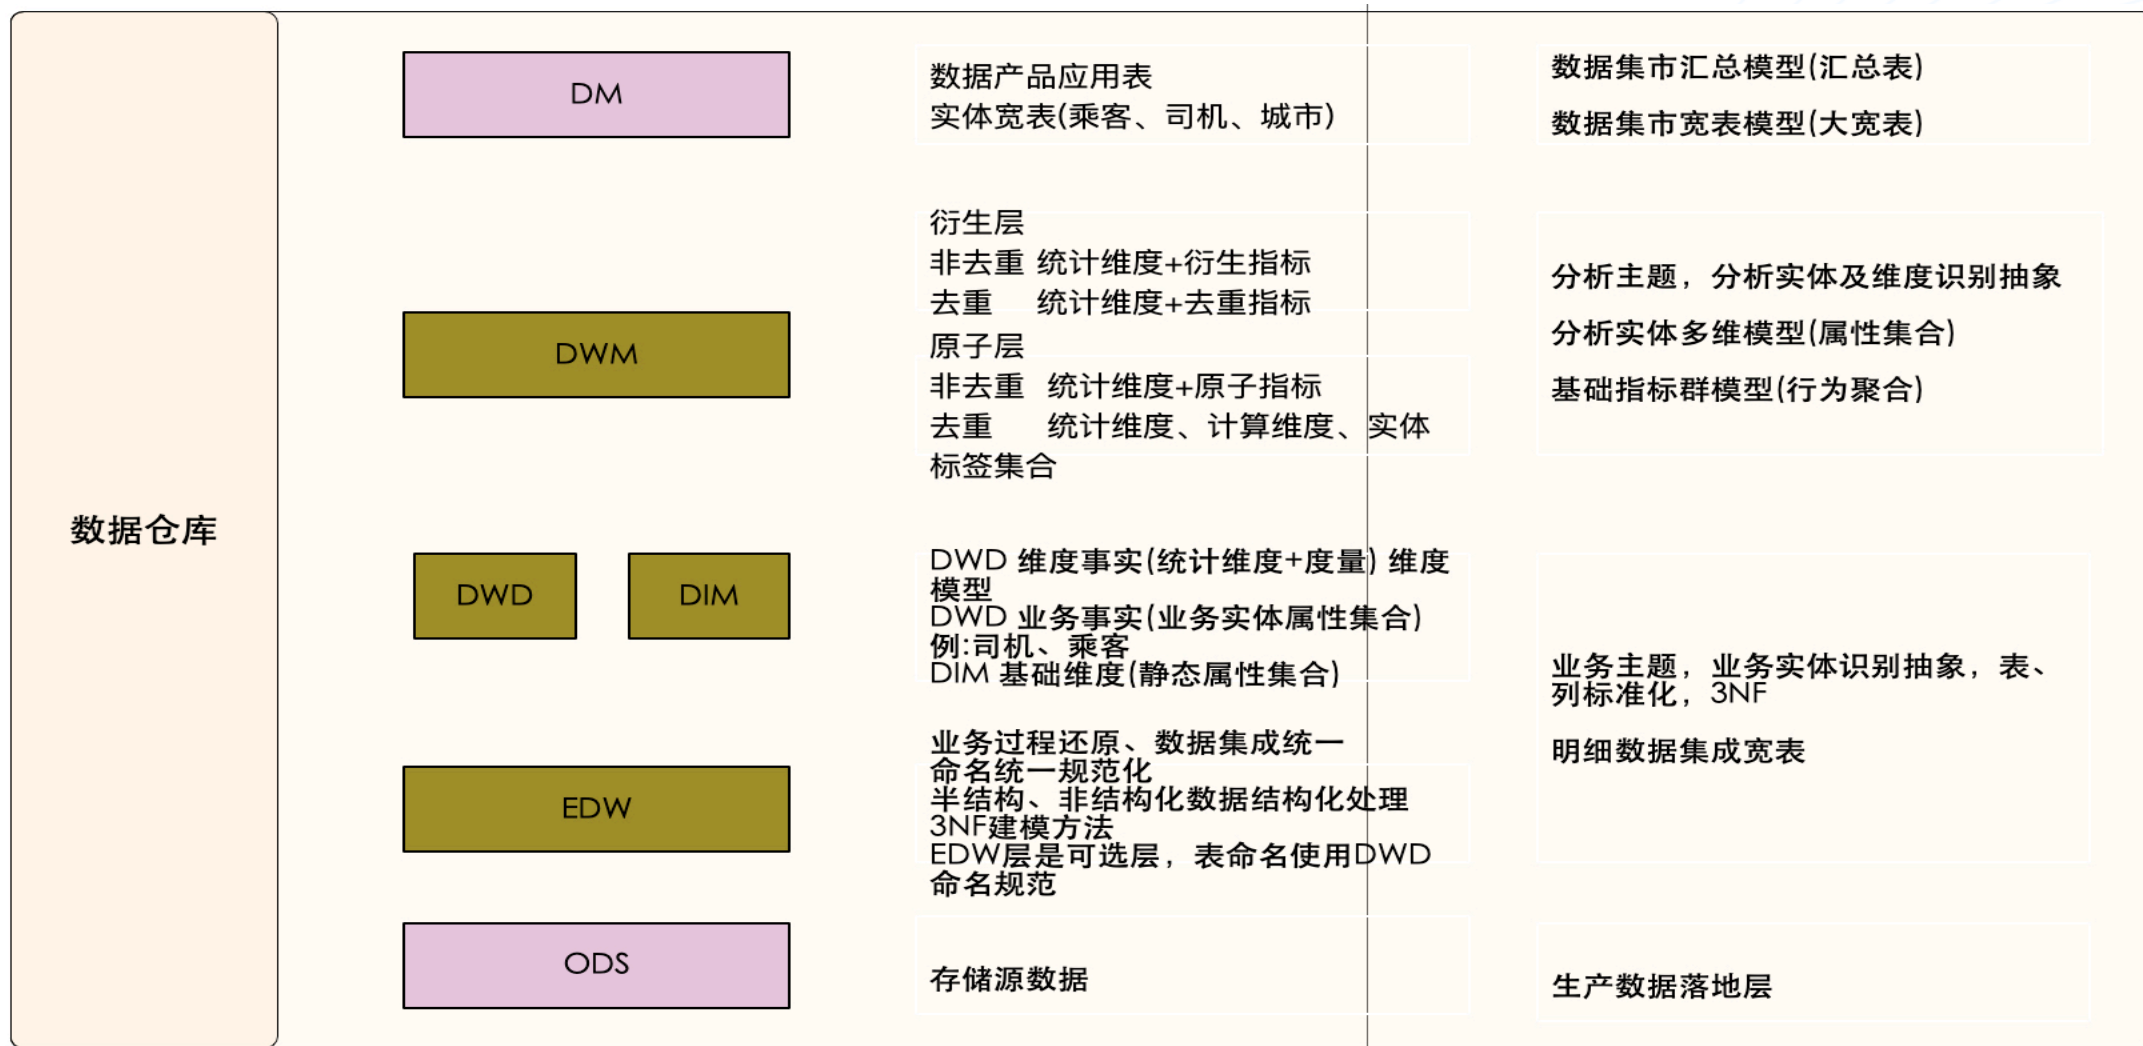 数据仓库
DM
数据产品应用表
实体宽表(乘客、司机、城市)
数据集市汇总模型(汇总表)
数据集市宽表模型(大宽表)
DWM
衍生层
非去重 统计维度+衍生指标
去重 统计维度+去重指标
原子层
非去重 统计维度+原子指标
去重 统计维度、计算维度、实体
标签集合
分析主题，分析实体及维度识别抽象
分析实体多维模型(属性集合)
基础指标群模型(行为聚合)
DWD
DIM
DWD 维度事实(统计维度+度量) 维度
模型
DWD 业务事实(业务实体属性集合)
例:司机、乘客
DIM 基础维度(静态属性集合)
业务主题，业务实体识别抽象，表、
列标准化，3NF
明细数据集成宽表
EDW
业务过程还原、数据集成统一
命名统一规范化
半结构、非结构化数据结构化处理
3NF建模方法
EDW层是可选层，表命名使用DWD
命名规范
ODS
存储源数据
生产数据落地层